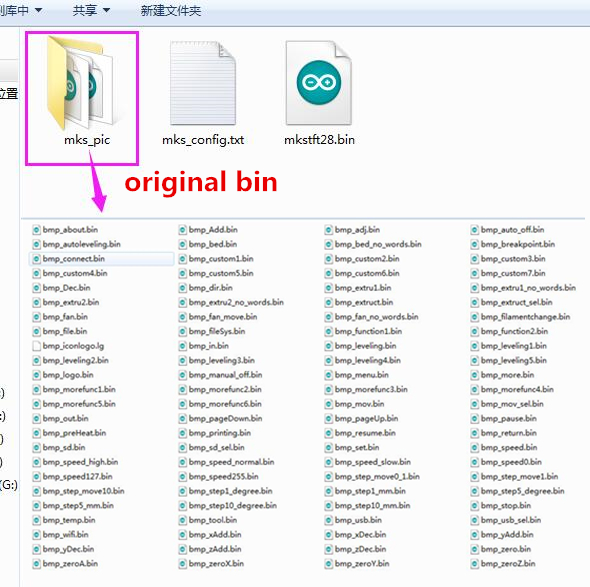 列库中 共享 新建文件夹
位置
mks_pic mks_config.txt mkstft28.bin
original bin
bmp_about.bin bmp_Add.bin bmp_adj.bin bmp_auto_off.bin
bmp_autoleveling.bin bmp_bed.bin bmp_bed_no_words.bin bmp_breakpoint.bin
bmp_connect.bin bmp_custom1.bin bmp_custom2.bin bmp_custom3.bin
bmp_custom4.bin bmp_custom5.bin bmp_custom6.bin bmp_custom7.bin
bmp_Dec.bin bmp_dir.bin bmp_extru1.bin bmp_extru1_no_words.bin
bmp_extru2.bin bmp_extru2_no_words.bin bmp_extruct.bin bmp_extruct_sel.bin
bmp_fan.bin bmp_fan_move.bin bmp_fan_no_words.bin bmp_filamentchange.bin
bmp_file.bin bmp_fileSys.bin bmp_function1.bin bmp_function2.bin
bmp_iconlogo.lg bmp_in.bin bmp_leveling.bin bmp_leveling1.bin
bmp_leveling2.bin bmp_leveling3.bin bmp_leveling4.bin bmp_leveling5.bin
bmp_logo.bin bmp_manual_off.bin bmp_menu.bin bmp_more.bin
bmp_morefunc1.bin bmp_morefunc2.bin bmp_morefunc3.bin bmp_morefunc4.bin
bmp_morefunc5.bin bmp_morefunc6.bin bmp_mov.bin bmp_mov_sel.bin
bmp_out.bin bmp_pageDown.bin bmp_pageUp.bin bmp_pause.bin
bmp_preHeat.bin bmp_printing.bin bmp_resume.bin bmp_return.bin
bmp_sd.bin bmp_sd_sel.bin bmp_set.bin bmp_speed.bin
bmp_speed_high.bin bmp_speed_normal.bin bmp_speed_slow.bin bmp_speed0.bin
bmp_speed127.bin bmp_speed255.bin bmp_step_move0_1.bin bmp_step_move1.bin
(G:) bmp_step_move10.bin bmp_step1_degree.bin bmp_step1_mm.bin bmp_step5_degree.bin
bmp_step5_mm.bin bmp_step10_degree.bin bmp_step10_mm.bin bmp_stop.bin
bmp_temp.bin bmp_tool.bin bmp_usb.bin bmp_usb_sel.bin
bmp_wifi.bin bmp_xAdd.bin bmp_xDec.bin bmp_yAdd.bin
bmp_yDec.bin bmp_zAdd.bin bmp_zDec.bin bmp_zero.bin
bmp_zeroA.bin bmp_zeroX.bin bmp_zeroY.bin bmp_zeroZ.bin